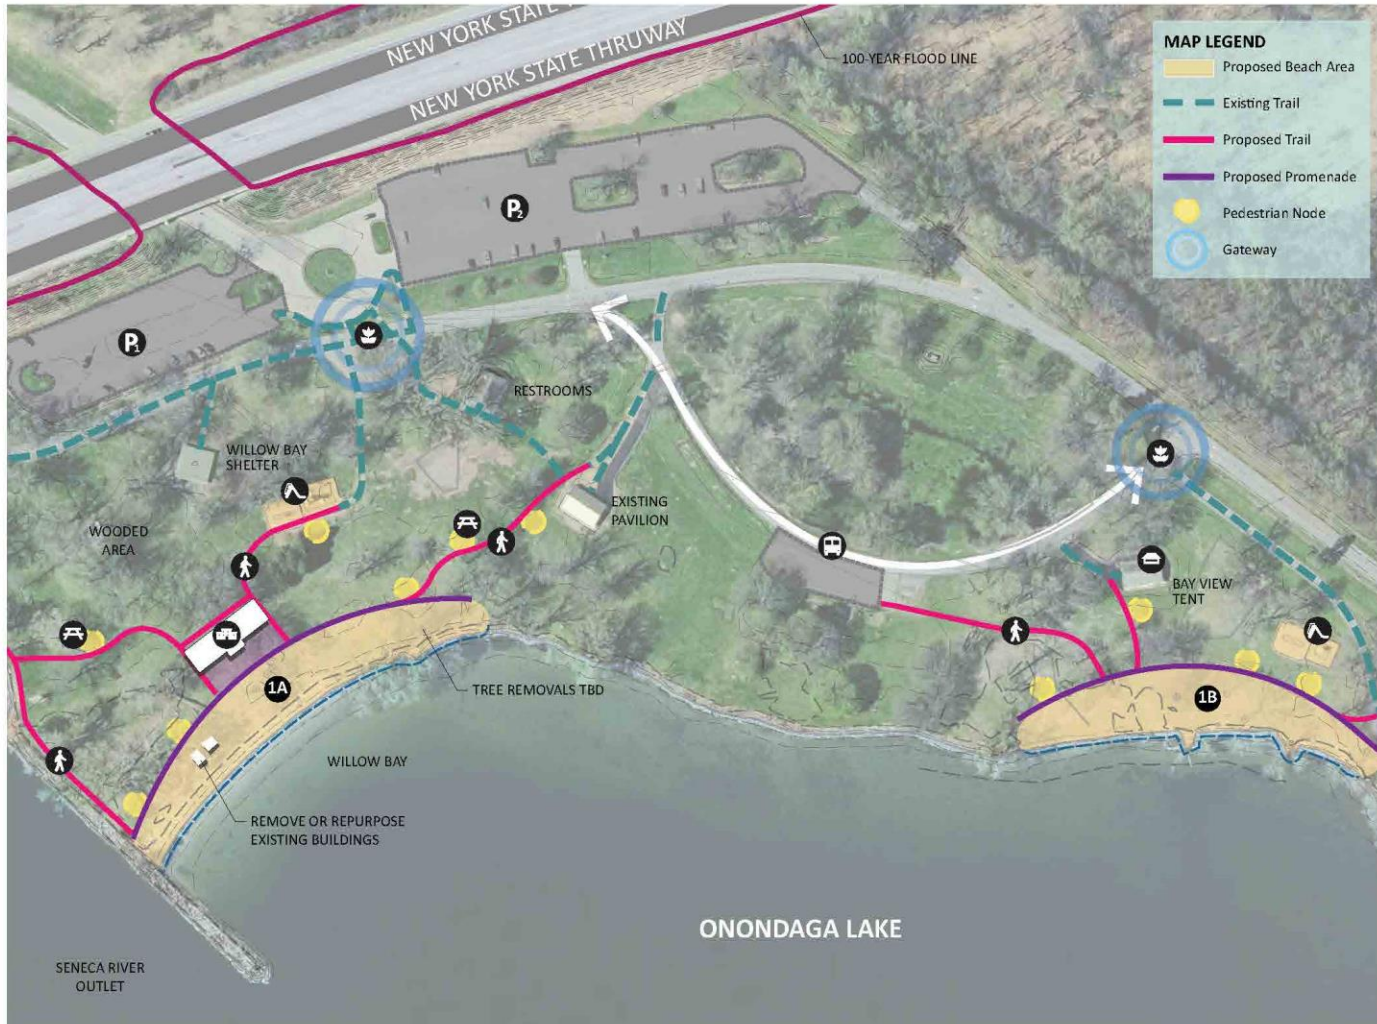 NEW YORK STATE
NEW YORK STATE THRUWAY
100-YEAR FLOOD LINE
MAP LEGEND
Proposed Beach Area
Existing Trail
Proposed Trail
Proposed Promenade
Pedestrian Node
Gateway
P2
P1
RESTROOMS
WILLOW BAY
SHELTER
EXISTING
PAVILION
WOODED
AREA
BAY VIEW
TENT
1A
TREE REMOVALS TBD
1B
WILLOW BAY
REMOVE OR REPURPOSE
EXISTING BUILDINGS
ONONDAGA LAKE
SENECA RIVER
OUTLET